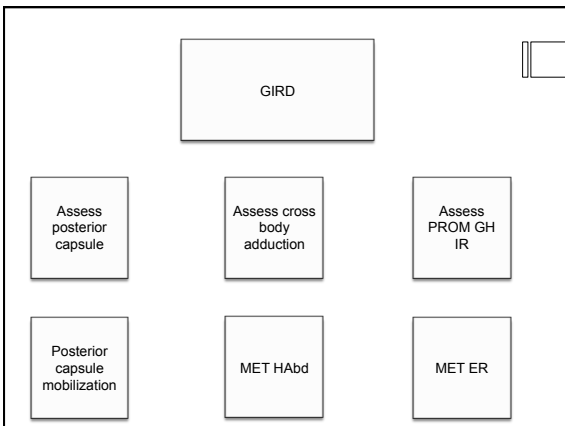 GIRD
Assess
posterior
capsule
Assess cross
body
adduction
Assess
PROM GH
IR
Posterior
capsule
mobilization
MET HAbd
MET ER